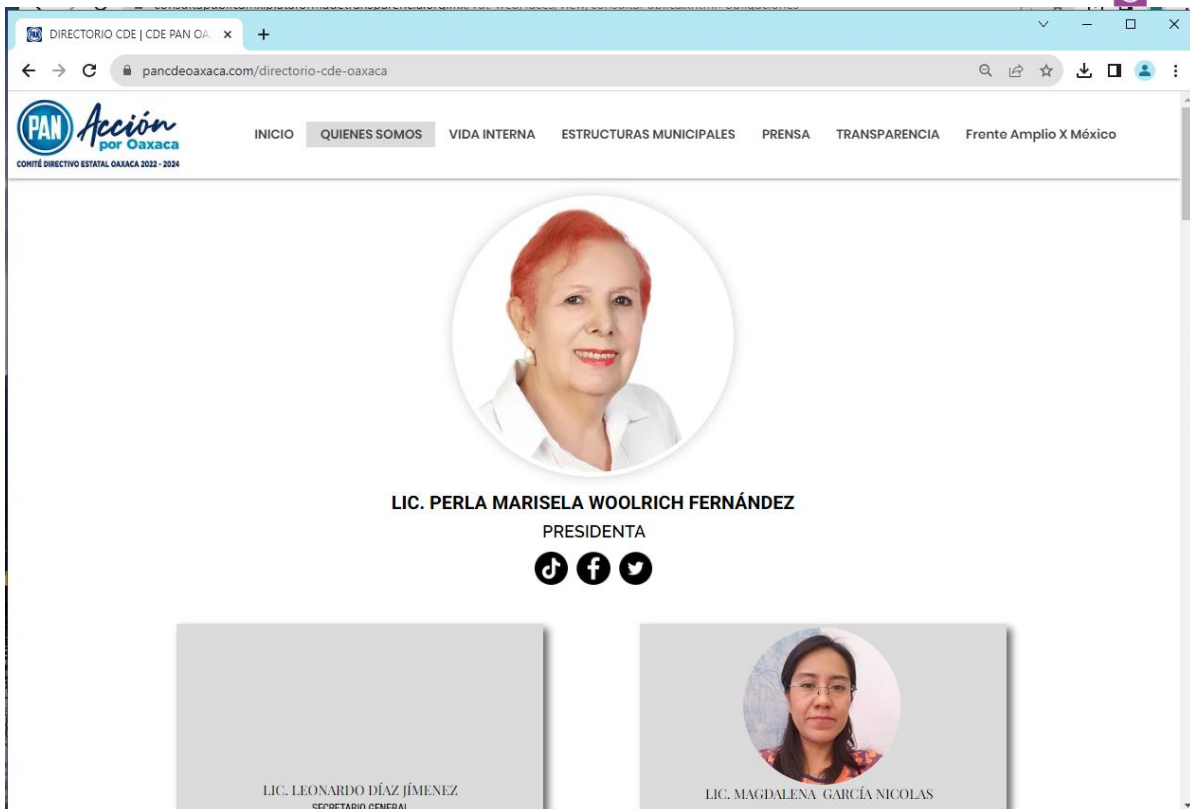 DIRECTORIO CDE | CDE PAN OA
pancdeoaxaca.com/directorio-cde-oaxaca
PAN Acción
por Oaxaca
COMITÉ DIRECTIVO ESTATAL OAXACA 2022 - 2024
INICIO QUIENES SOMOS VIDA INTERNA ESTRUCTURAS MUNICIPALES PRENSA TRANSPARENCIA Frente Amplio X México
LIC. PERLA MARISELA WOOLRICH FERNÁNDEZ
PRESIDENTA
LIC. LEONARDO DÍAZ JÍMENEZ
SECRETARIO GENERAL
LIC. MAGDALENA GARCÍA NICOLAS